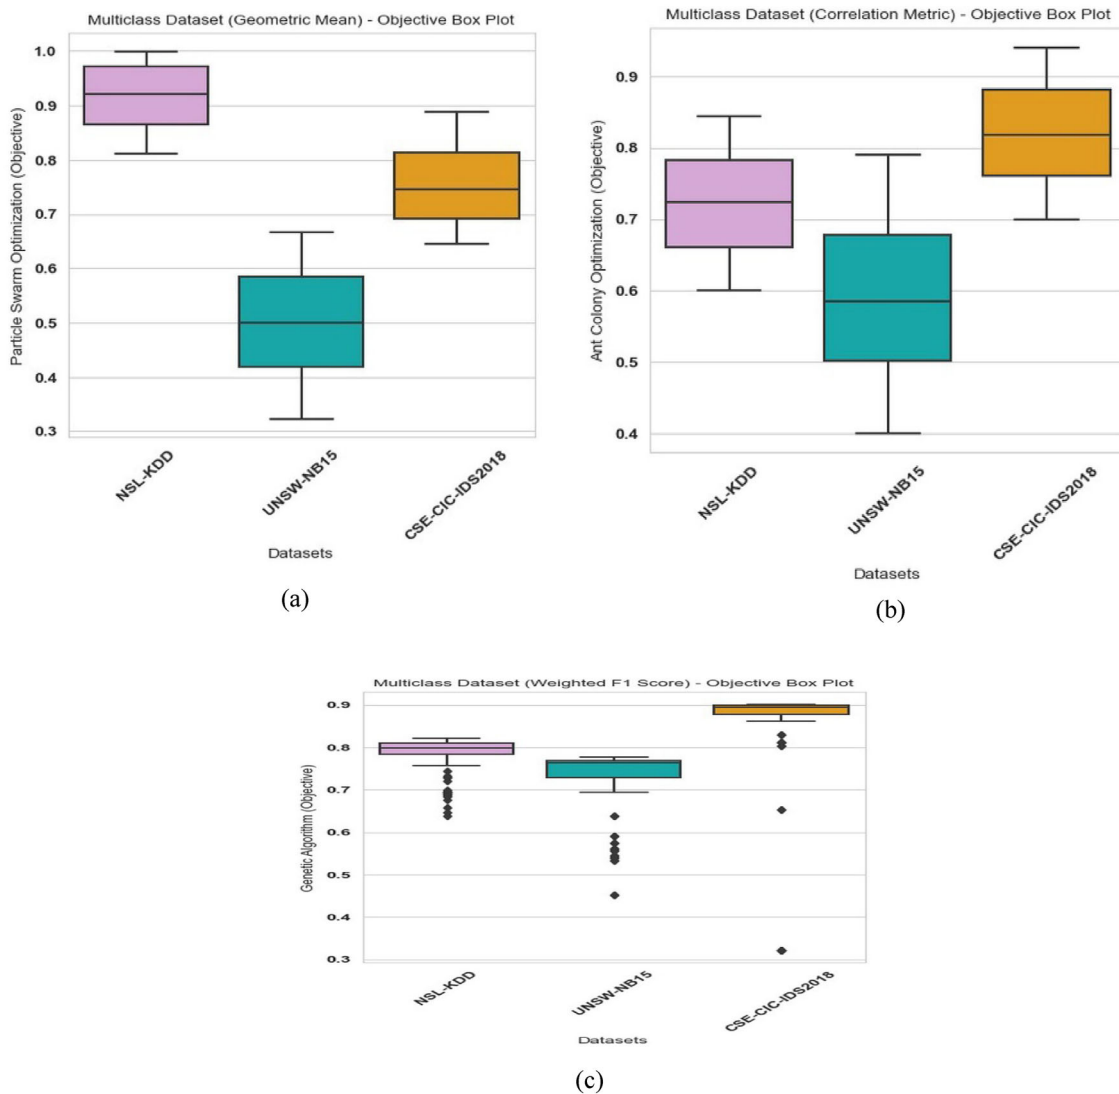 Multiclass Dataset (Geometric Mean) - Objective Box Plot
Particle Swarm Optimization (Objective)
1.0
0.9
0.8
0.7
0.6
0.5
0.4
0.3
NSL-KDD
UNSW-NB15
CSE-CIC-IDS2018
Datasets
(a)
Multiclass Dataset (Correlation Metric) - Objective Box Plot
Ant Colony Optimization (Objective)
0.9
0.8
0.7
0.6
0.5
0.4
NSL-KDD
UNSW-NB15
CSE-CIC-IDS2018
Datasets
(b)
Multiclass Dataset (Weighted F1 Score) - Objective Box Plot
Genetic Algorithm (Objective)
0.9
0.8
0.7
0.6
0.5
0.4
0.3
NSL-KDD
UNSW-NB15
CSE-CIC-IDS2018
Datasets
(c)